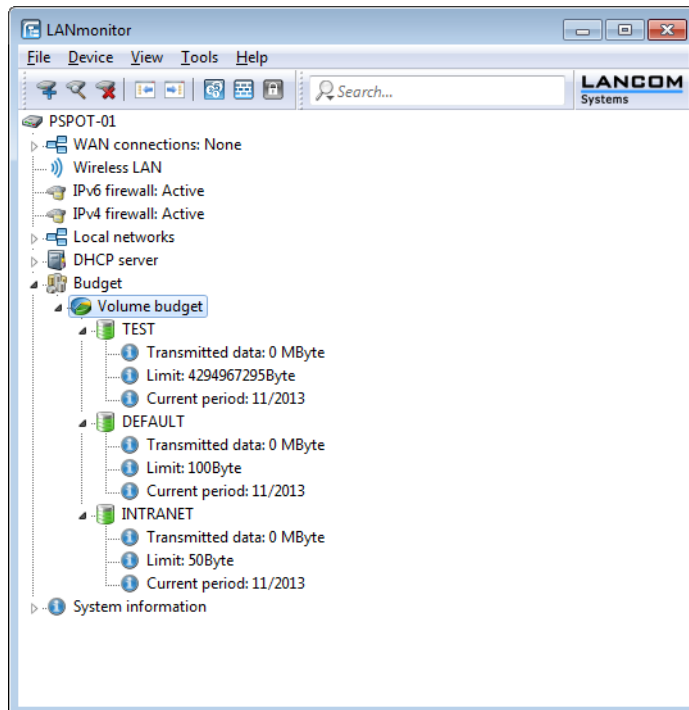 LANmonitor
File Device View Tools Help
Search...
LANCOM
Systems
PSPOT-01
WAN connections: None
Wireless LAN
IPv6 firewall: Active
IPv4 firewall: Active
Local networks
DHCP server
Budget
Volume budget
TEST
Transmitted data: 0 MByte
Limit: 4294967295Byte
Current period: 11/2013
DEFAULT
Transmitted data: 0 MByte
Limit: 100Byte
Current period: 11/2013
INTRANET
Transmitted data: 0 MByte
Limit: 50Byte
Current period: 11/2013
System information